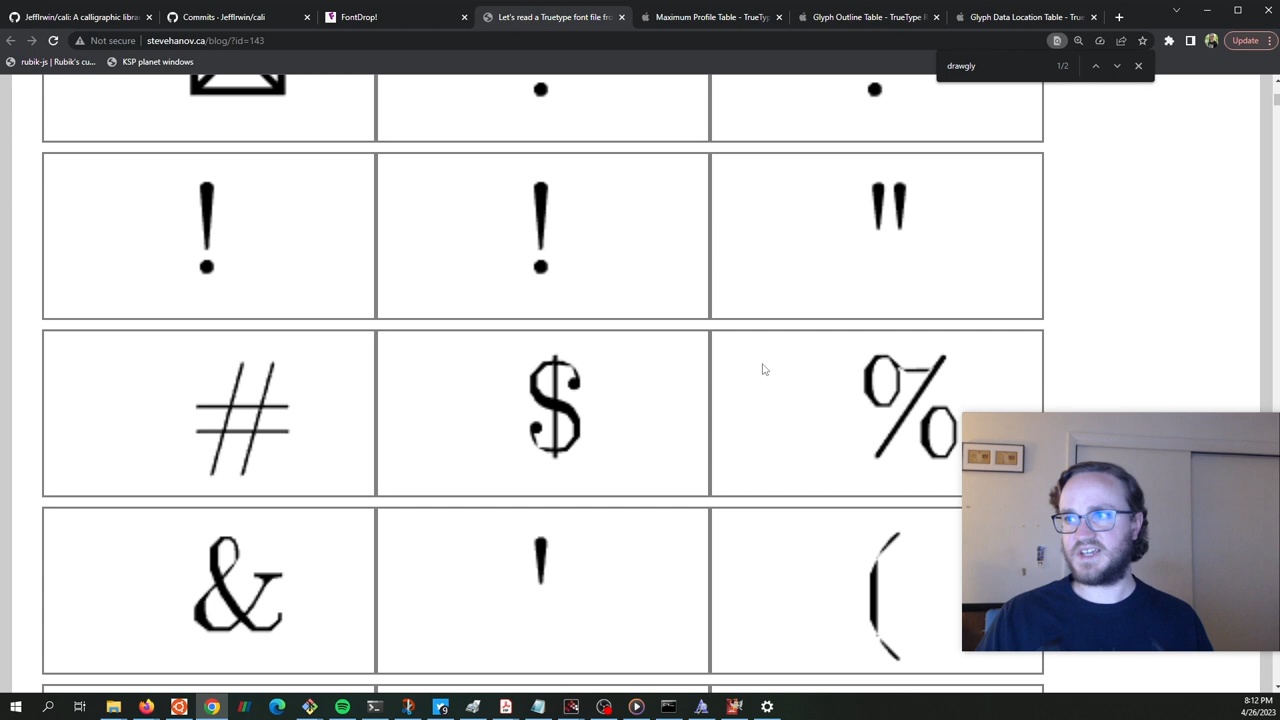 JeffIrwin/cali: A calligraphic libra
Commits · JeffIrwin/cali
FontDrop!
Let's read a Truetype font file fro
Maximum Profile Table - TrueTy
Glyph Outline Table - TrueType R
Glyph Data Location Table - True
Not secure
stevehanov.ca/blog/?id=143
Update
rubik-js | Rubik's cu...
KSP planet windows
drawgly
1/2
! ! "
# $ %
& ' (
8:12 PM
4/26/2023